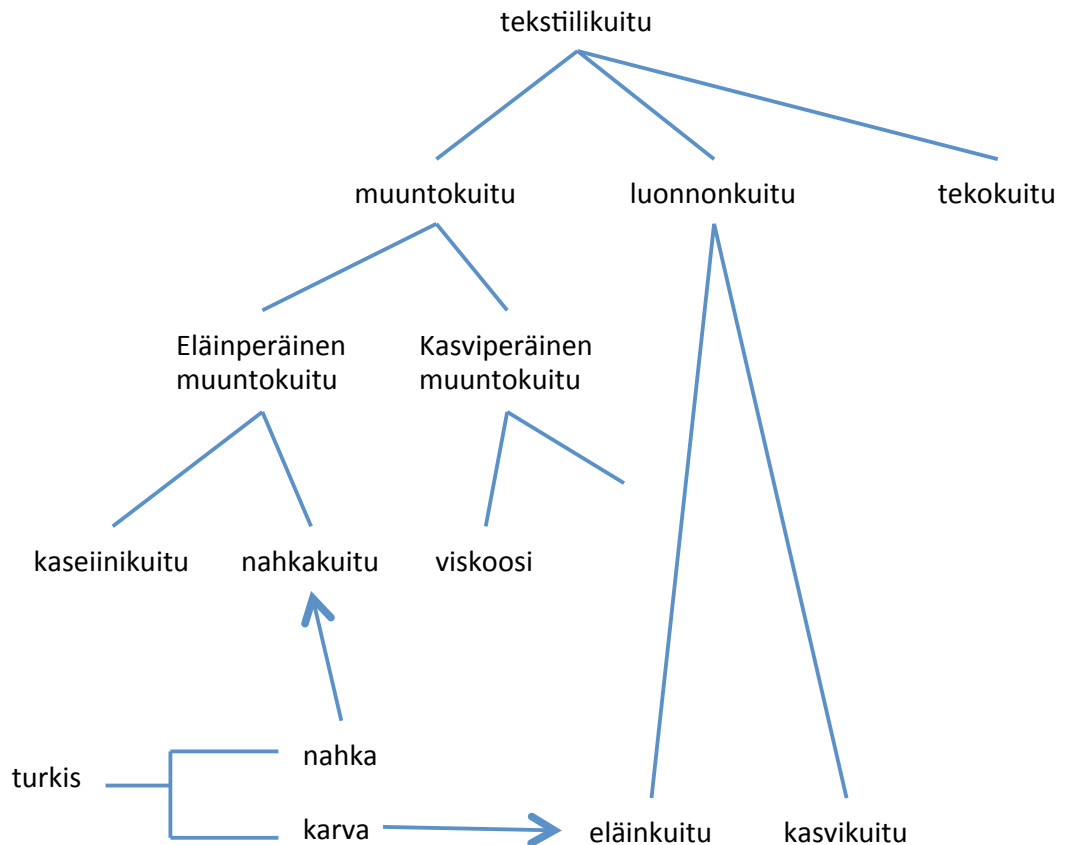 tekstiilikuitu
muuntokuitu
luonnonkuitu
tekokuitu
Eläinperäinen
muuntokuitu
Kasviperäinen
muuntokuitu
kaseiinikuitu
nahkakuitu
viskoosi
nahka
turkis
karva
eläinkuitu
kasvikuitu